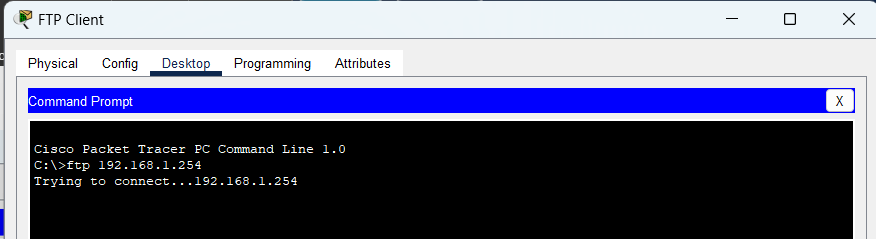 FTP Client
Physical Config Desktop Programming Attributes
Command Prompt X
Cisco Packet Tracer PC Command Line 1.0
C:\>ftp 192.168.1.254
Trying to connect...192.168.1.254